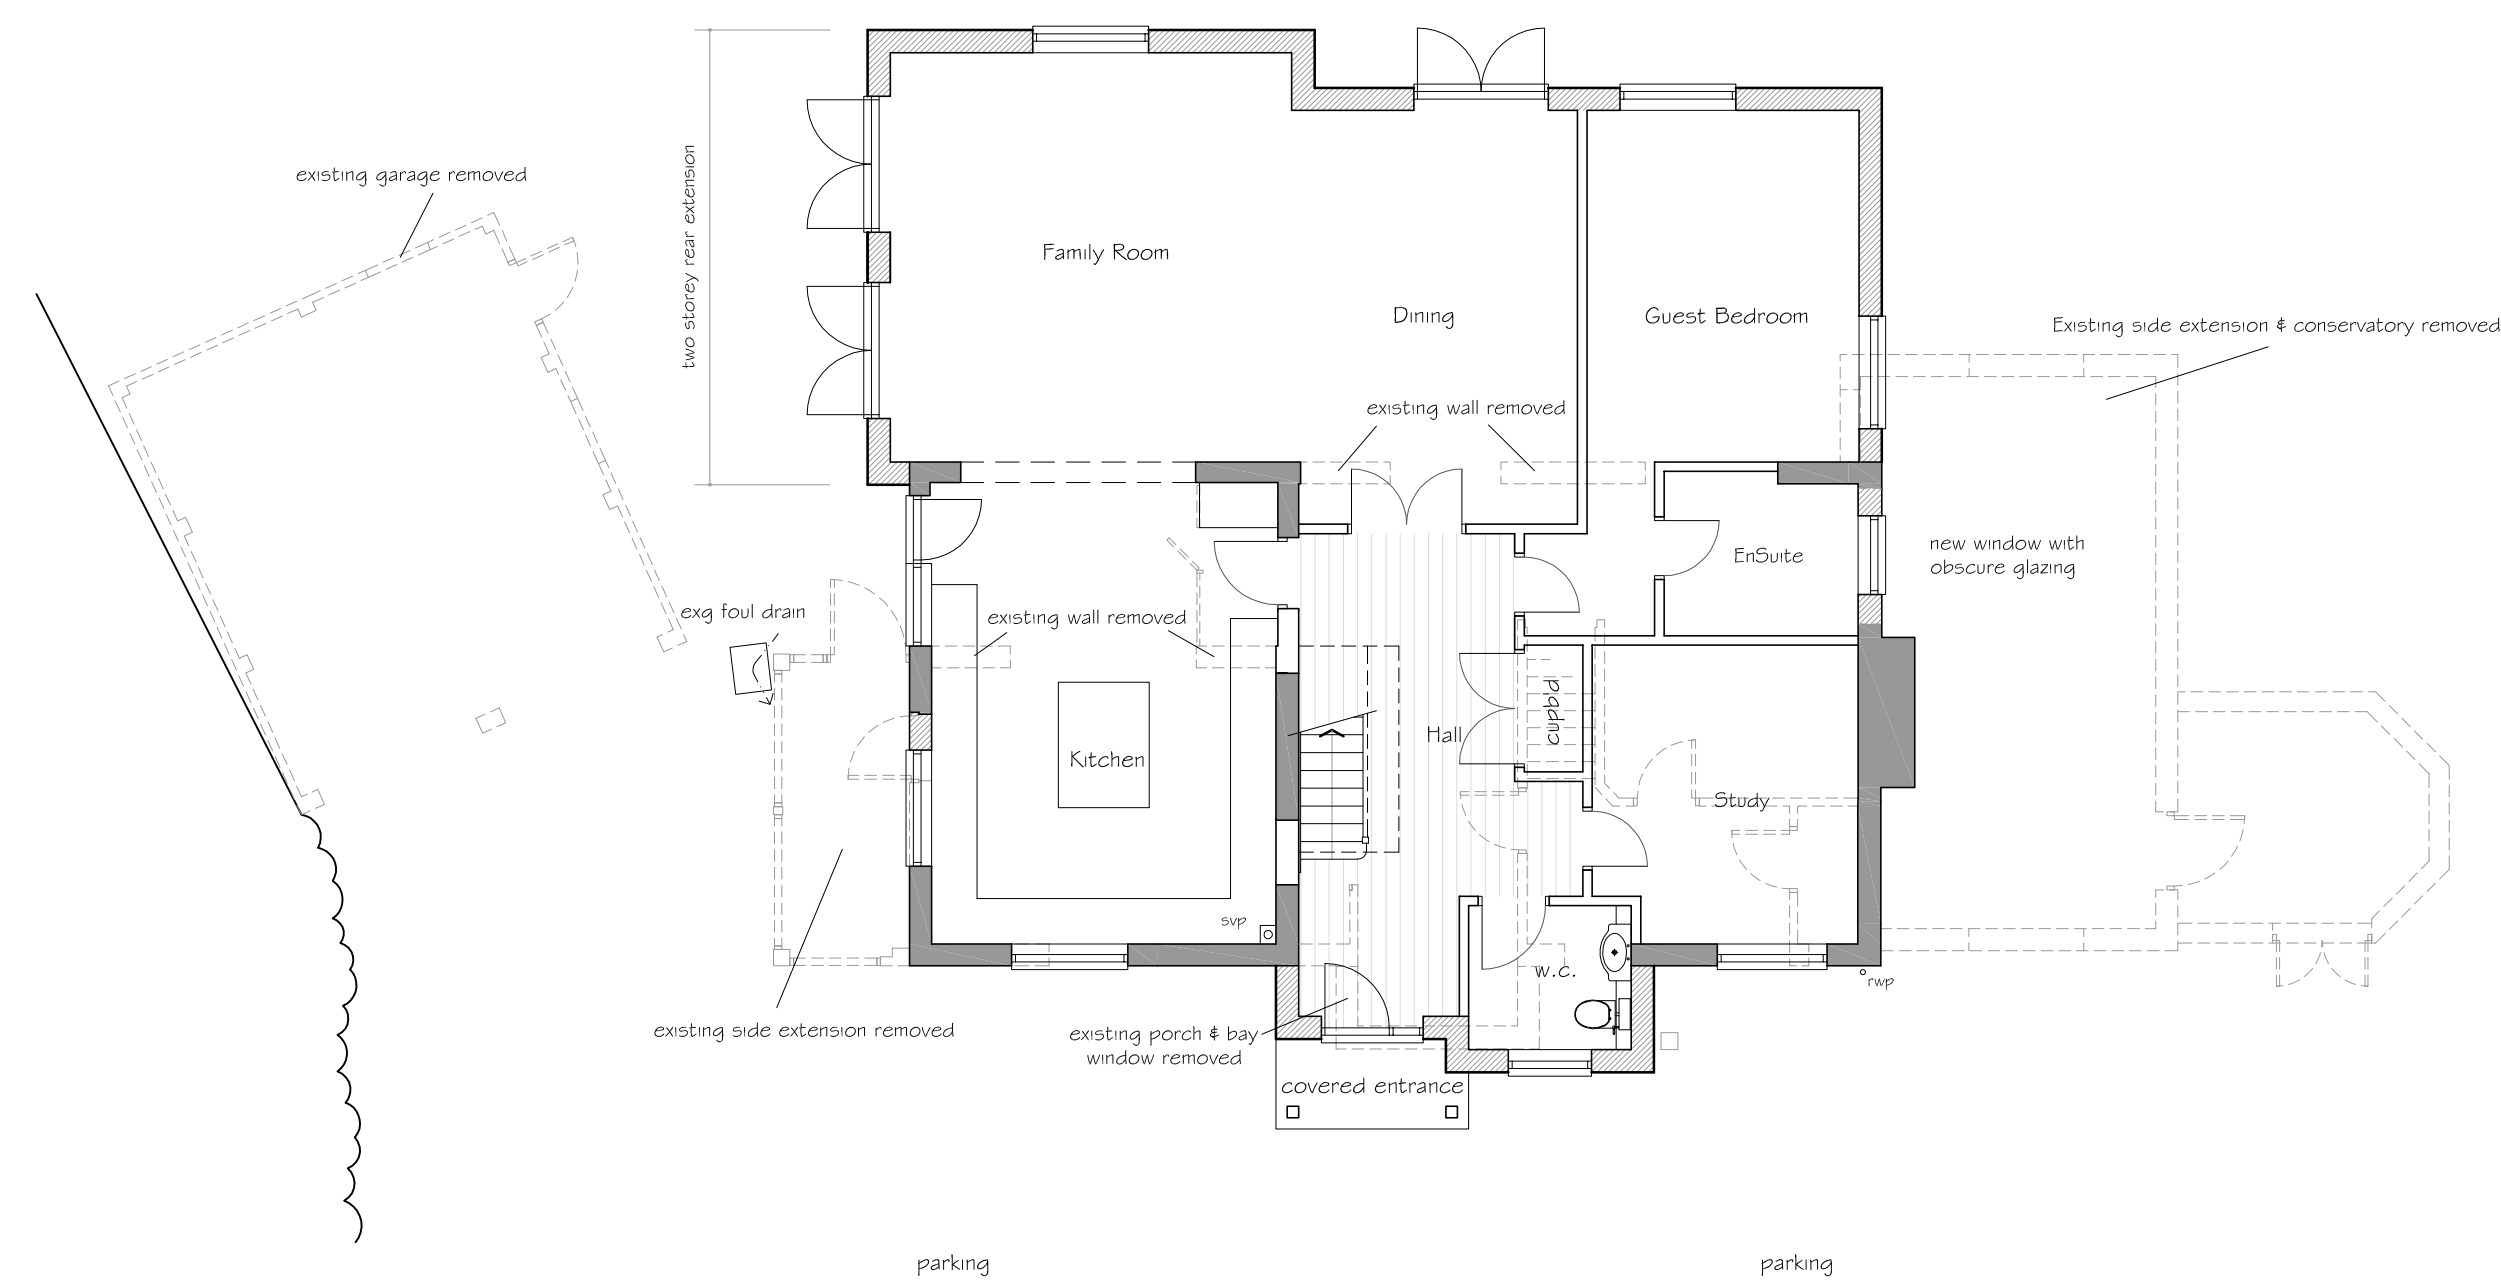 existing garage removed
two storey rear extension
Family Room
Dining
Guest Bedroom
Existing side extension & conservatory removed
existing wall removed
EnSuite
new window with
obscure glazing
exg foul drain
existing wall removed
cuppbd
Hall
Kitchen
Study
svp
w.c.
rwp
existing side extension removed
existing porch & bay
window removed
covered entrance
parking
parking